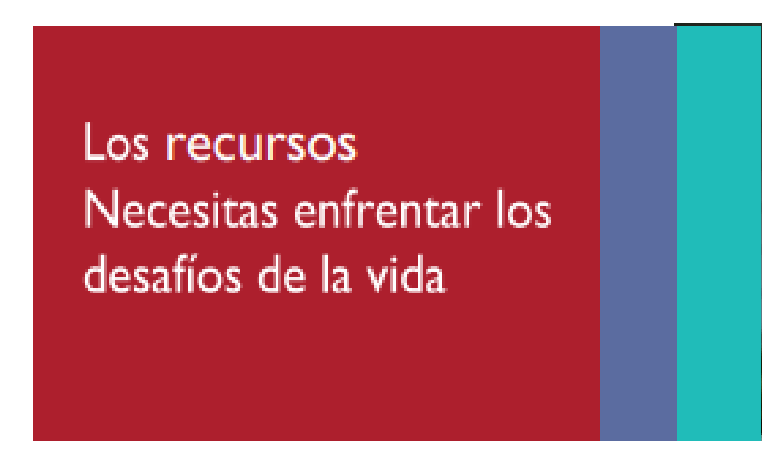 Los recursos
Necesitas enfrentar los
desafíos de la vida